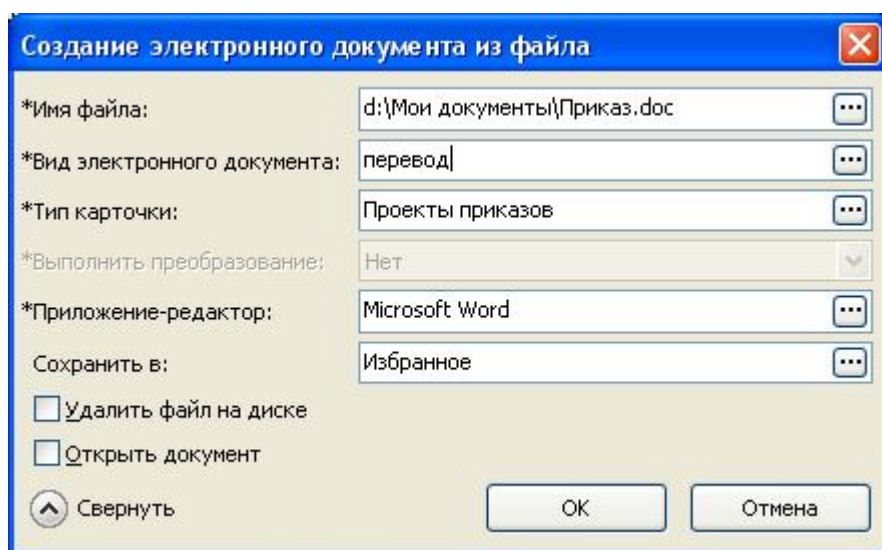 Создание электронного документа из файла
*Имя файла: d:\Мои документы\Приказ.doc ...
*Вид электронного документа: перевод ...
*Тип карточки: Проекты приказов ...
*Выполнить преобразование: Нет
*Приложение-редактор: Microsoft Word ...
Сохранить в: Избранное ...
Удалить файл на диске
Открыть документ
Свернуть OK Отмена